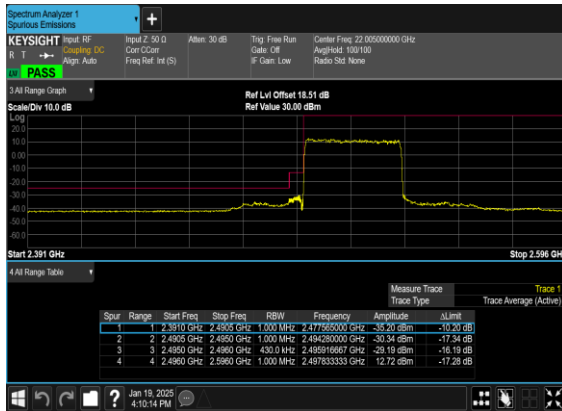 Spectrum Analyzer 1
Spurious Emissions
KEYSIGHT Input: RF Input Z: 50 Ω Atten: 30 dB Trig: Free Run Center Freq: 22.005000000 GHz
R T Coupling: DC Corr CCorr Gate: Off Avg|Hold: 100/100
Align: Auto Freq Ref: Int (S) IF Gain: Low Radio Std: None
PASS
3 All Range Graph
Ref Lvl Offset 18.51 dB
Scale/Div 10.0 dB Ref Value 30.00 dBm
Log
20.0
10.0
0.00
-10.0
-20.0
-30.0
-40.0
-50.0
-60.0
Start 2.391 GHz Stop 2.596 GH
4 All Range Table
Measure Trace Trace 1
Trace Type Trace Average (Active)
Spur Range Start Freq Stop Freq RBW Frequency Amplitude ΔLimit
1 1 2.3910 GHz 2.4905 GHz 1.000 MHz 2.477565000 GHz -35.20 dBm -10.20 dB
2 2 2.4905 GHz 2.4950 GHz 1.000 MHz 2.494280000 GHz -30.34 dBm -17.34 dB
3 3 2.4950 GHz 2.4960 GHz 430.0 kHz 2.495916667 GHz -29.19 dBm -16.19 dB
4 4 2.4960 GHz 2.5960 GHz 1.000 MHz 2.497833333 GHz 12.72 dBm -17.28 dB
? Jan 19, 2025
4:10:14 PM